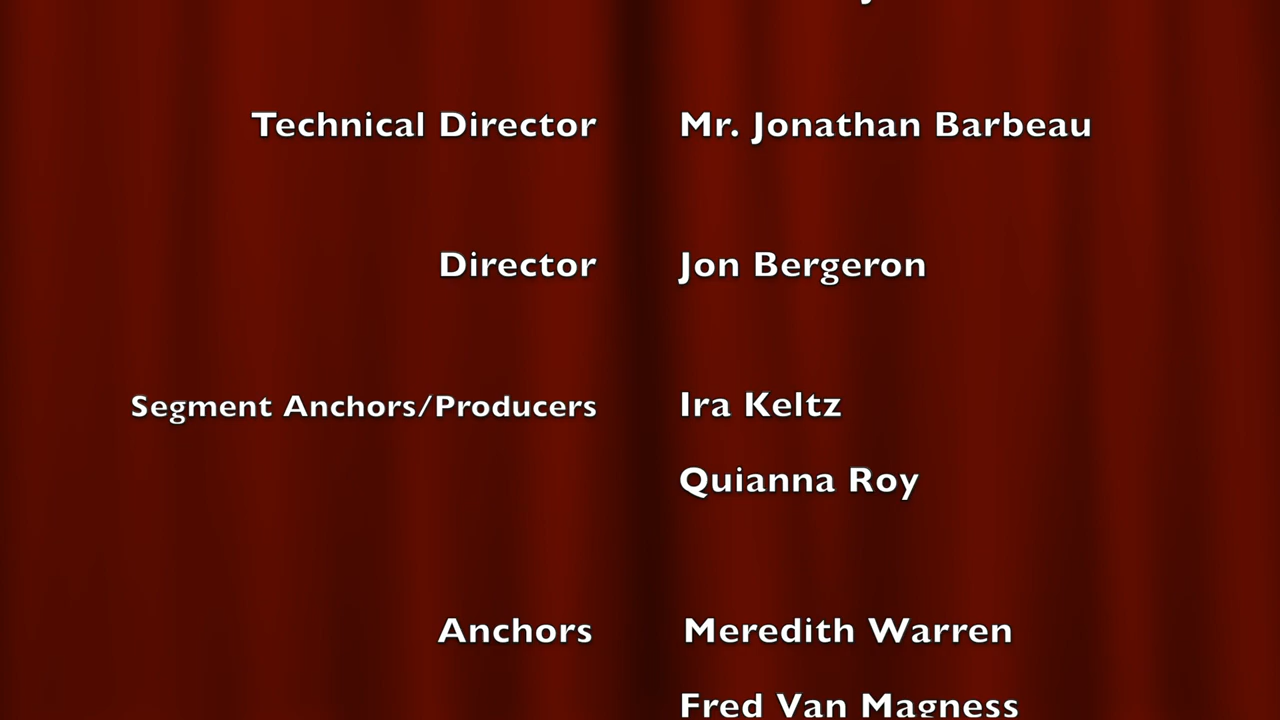 Technical Director Mr. Jonathan Barbeau
Director Jon Bergeron
Segment Anchors/Producers Ira Keltz
Quianna Roy
Anchors Meredith Warren
Fred Van Magness